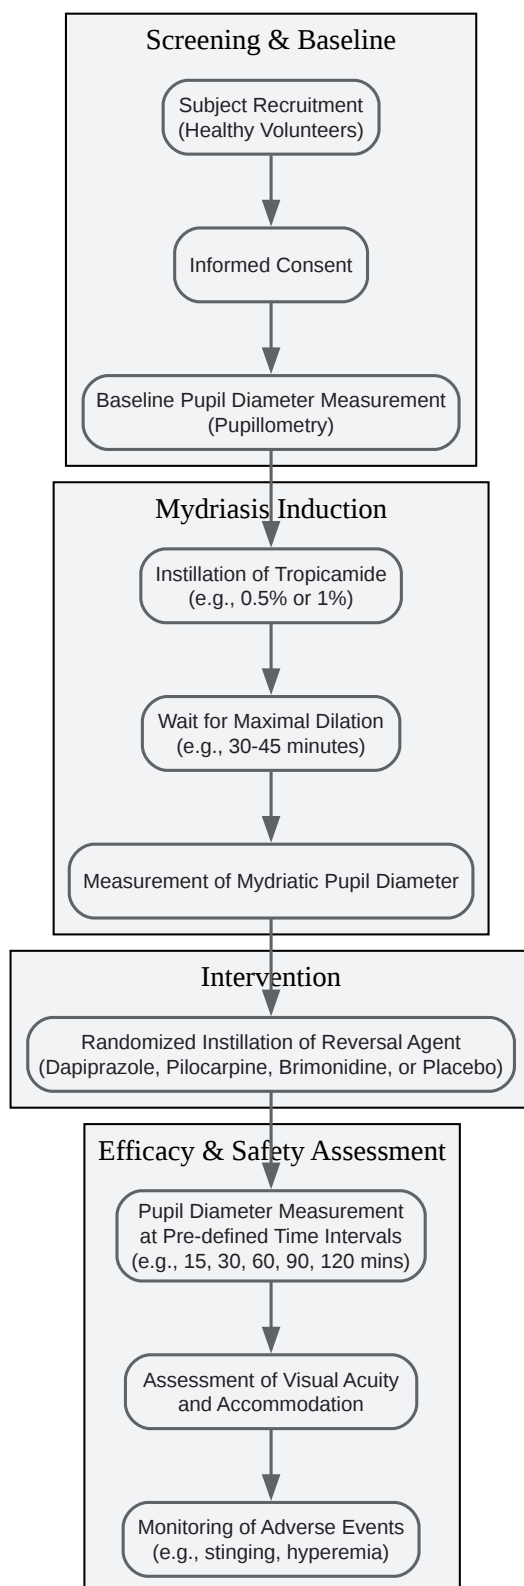 Screening & Baseline
Subject Recruitment
(Healthy Volunteers)
Informed Consent
Baseline Pupil Diameter Measurement
(Pupillometry)
Mydriasis Induction
Instillation of Tropicamide
(e.g., 0.5% or 1%)
Wait for Maximal Dilation
(e.g., 30-45 minutes)
Measurement of Mydriatic Pupil Diameter
Intervention
Randomized Instillation of Reversal Agent
(Dapiprazole, Pilocarpine, Brimonidine, or Placebo)
Efficacy & Safety Assessment
Pupil Diameter Measurement
at Pre-defined Time Intervals
(e.g., 15, 30, 60, 90, 120 mins)
Assessment of Visual Acuity
and Accommodation
Monitoring of Adverse Events
(e.g., stinging, hyperemia)